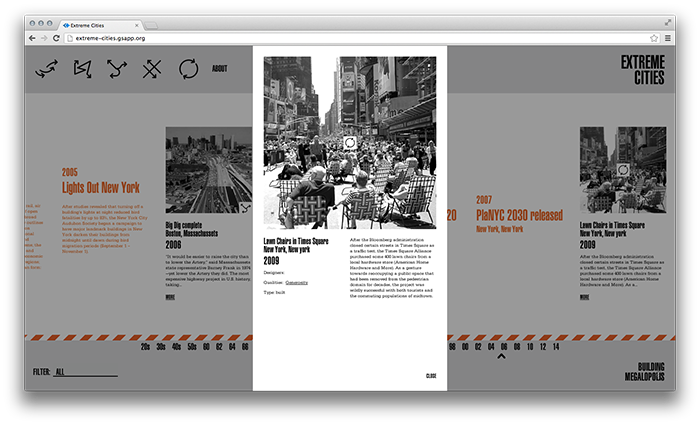 Extreme Cities
extreme-cities.gsapp.org
ABOUT
EXTREME
CITIES
2005
Lights Out New York
After studies revealed that turning off a
building's lights at night reduced bird
fatalities by up to 83%, the New York City
Audubon Society began a campaign to
have major landmark buildings in New
York darken their buildings from
midnight until dawn during bird
migration periods (September 1 -
November 1).
Big Dig complete
Boston, Massachussets
2006
"It would be easier to raise the city than
to lower the Artery," said Massachusetts
state representative Barney Frank in 1976
—yet lower the Artery they did. The most
expensive highway project in U.S. history,
taking...
MORE
Lawn Chairs in Times Square
New York, New york
2009
Designers:
Qualities: Generosity
Type: built
After the Bloomberg administration
closed certain streets in Times Square as
a traffic test, the Times Square Alliance
purchased some 400 lawn chairs from a
local hardware store (American Home
Hardware and More). As a gesture
towards reoccupying a public space that
had been removed from the pedestrian
domain for decades, the project was
wildly successful with both tourists and
the commuting populations of midtown.
CLOSE
20
2007
PlaNYC 2030 released
New York, New York
Lawn Chairs in Times Square
New York, New york
2009
After the Bloomberg administration
closed certain streets in Times Square as
a traffic test, the Times Square Alliance
purchased some 400 lawn chairs from a
local hardware store (American Home
Hardware and More). As a...
MORE
20s 30s 40s 50s 60 62 64 66
98 00 02 04 06 08 10 12 14
FILTER: ALL
BUILDING
MEGALOPOLIS